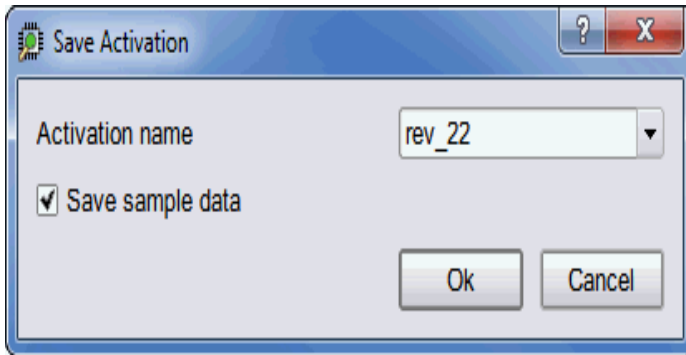 Save Activation
Activation name rev_22
Save sample data
Ok Cancel